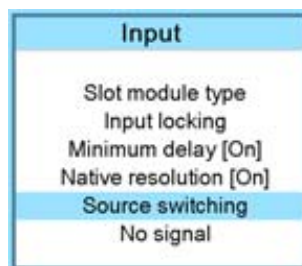 Input
Slot module type
Input locking
Minimum delay [On]
Native resolution [On]
Source switching
No signal